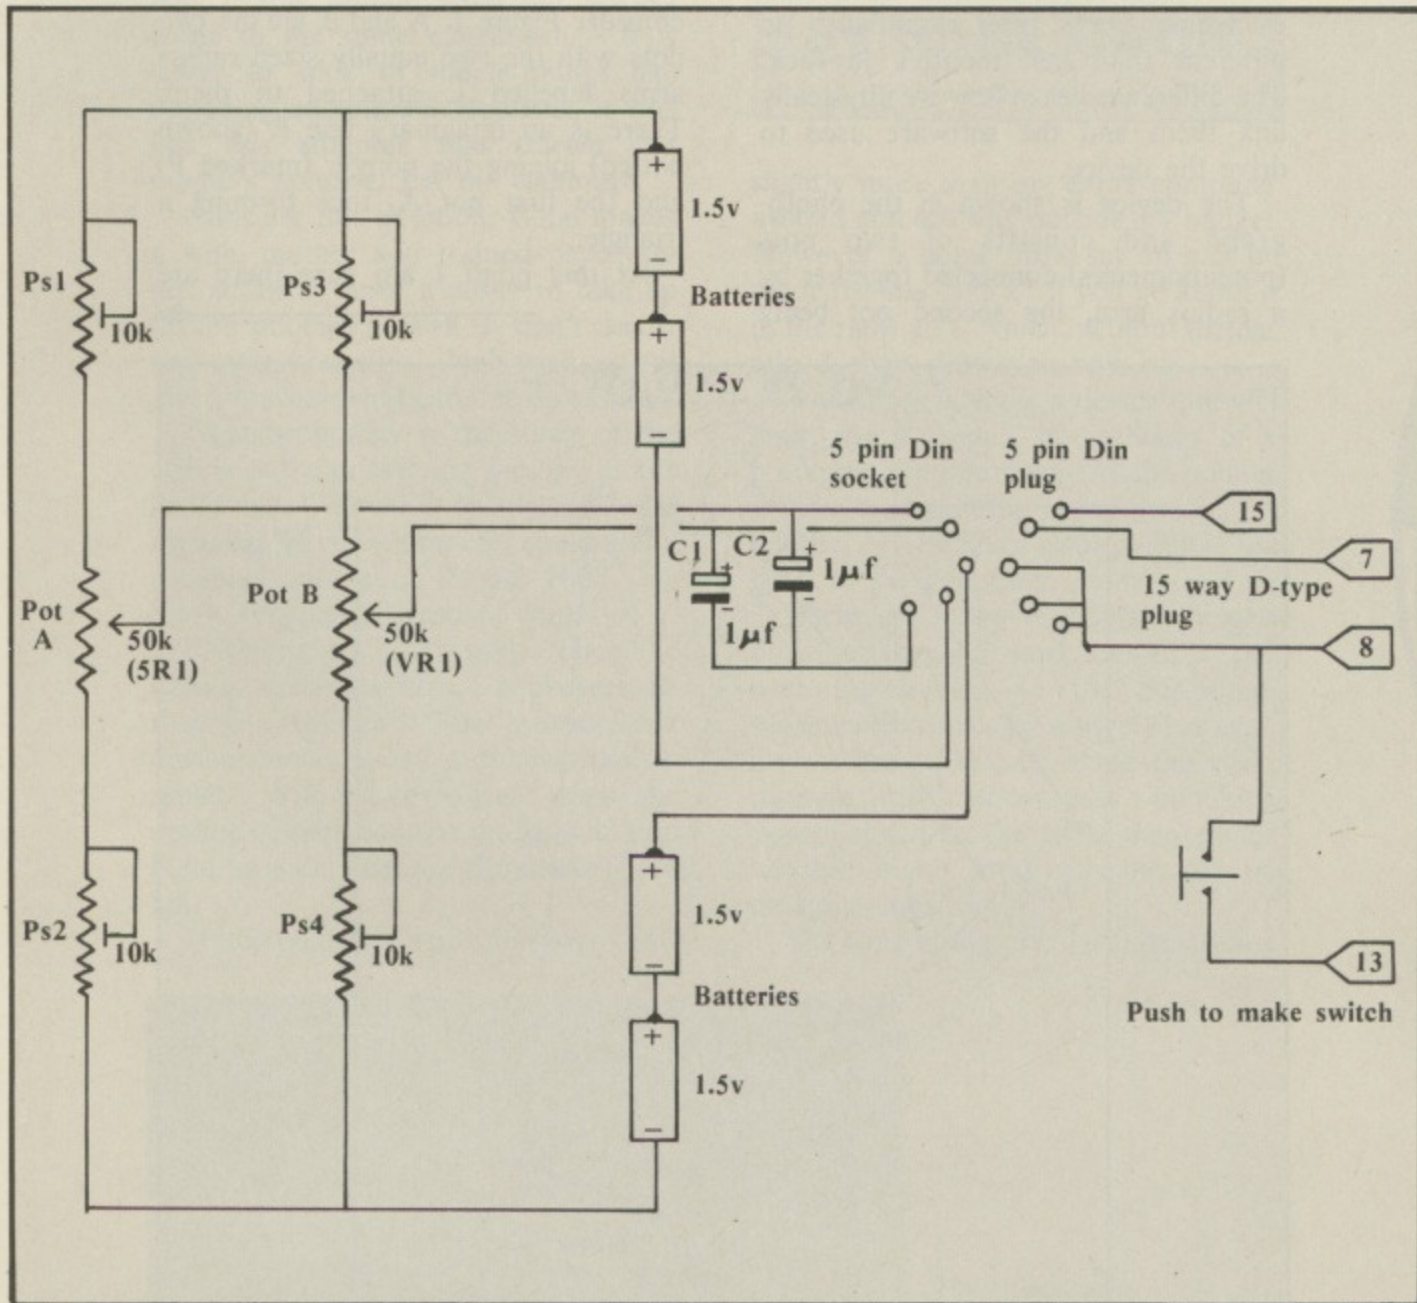 +
1.5v
−
Batteries
+
1.5v
−
Ps1
10k
Ps3
10k
5 pin Din
socket
5 pin Din
plug
15
7
15 way D-type
plug
8
C1
+
−
1μf
C2
+
−
1μf
Pot
A
50k
(5R1)
Pot B
50k
(VR1)
Ps2
10k
Ps4
10k
+
1.5v
−
Batteries
+
1.5v
−
13
Push to make switch